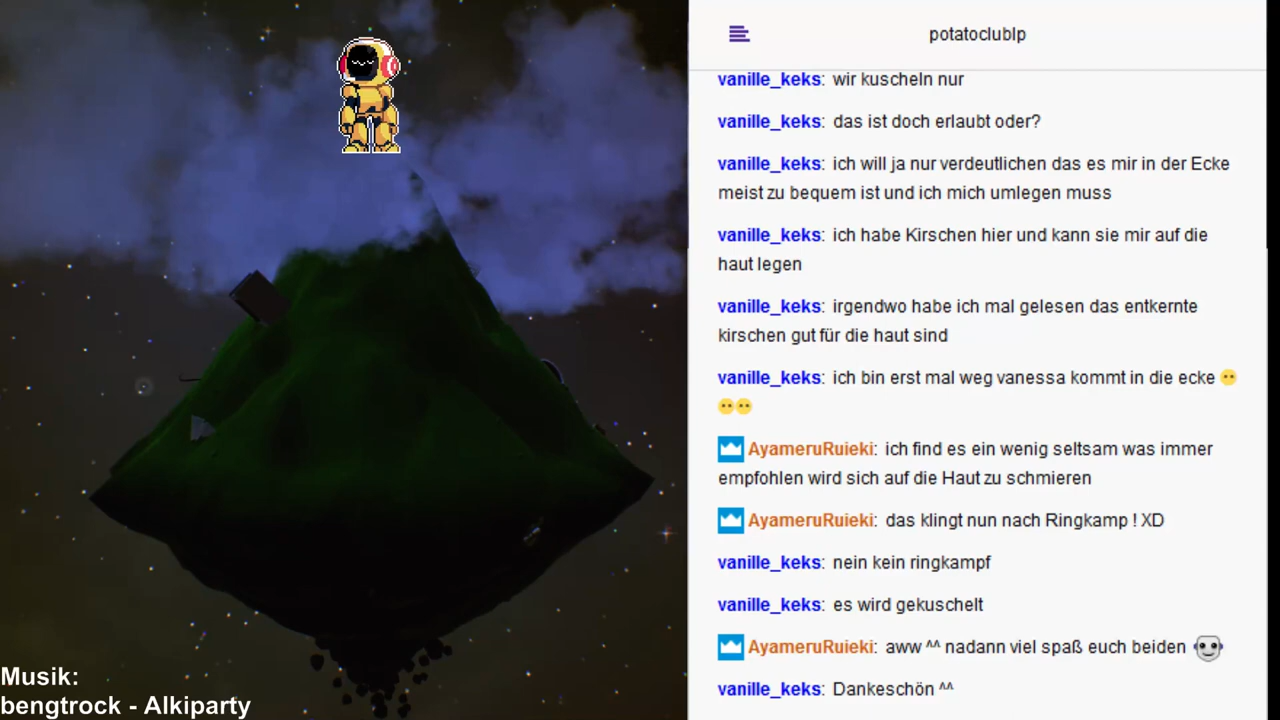 potatoclublp
vanille_keks: wir kuscheln nur
vanille_keks: das ist doch erlaubt oder?
vanille_keks: ich will ja nur verdeutlichen das es mir in der Ecke
meist zu bequem ist und ich mich umlegen muss
vanille_keks: ich habe Kirschen hier und kann sie mir auf die
haut legen
vanille_keks: irgendwo habe ich mal gelesen das entkernte
kirschen gut für die haut sind
vanille_keks: ich bin erst mal weg vanessa kommt in die ecke
AyameruRuieki: ich find es ein wenig seltsam was immer
empfohlen wird sich auf die Haut zu schmieren
AyameruRuieki: das klingt nun nach Ringkamp ! XD
vanille_keks: nein kein ringkampf
vanille_keks: es wird gekuschelt
AyameruRuieki: aww ^^ nadann viel spaß euch beiden
vanille_keks: Dankeschön ^^
Musik:
bengtrock - Alkiparty